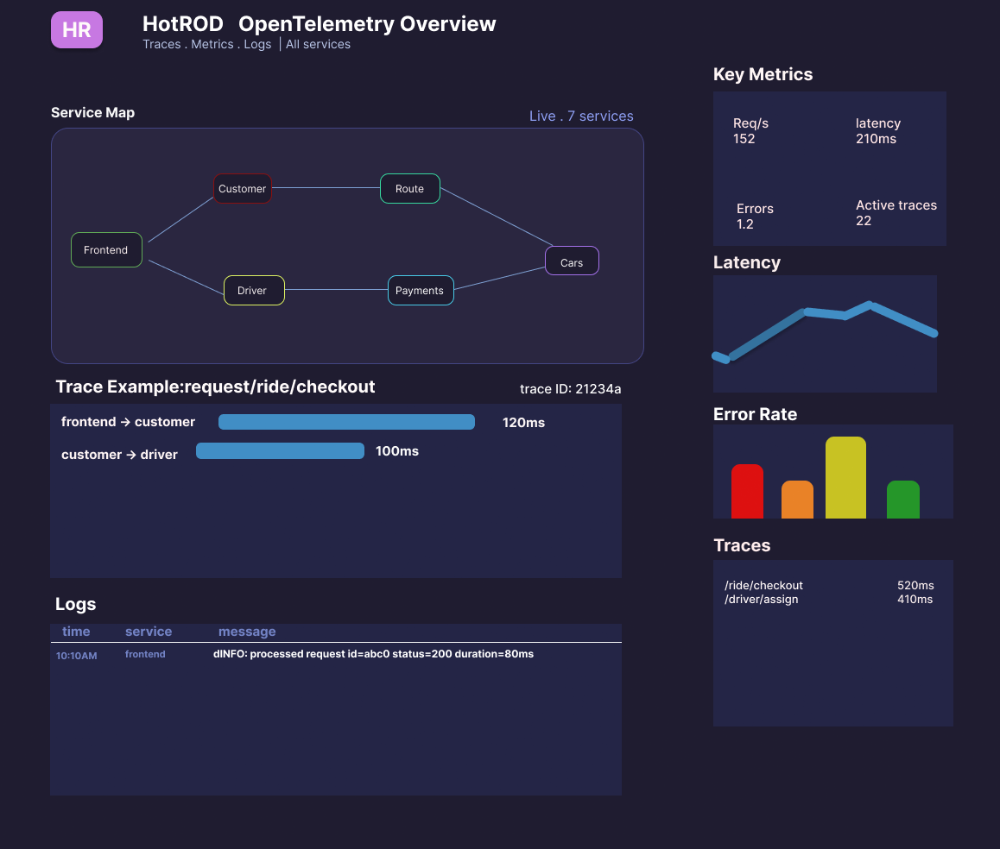 HR
HotROD   OpenTelemetry Overview
Traces . Metrics . Logs  | All services
Service Map
Live . 7 services
Customer
Route
Frontend
Cars
Driver
Payments
Trace Example:request/ride/checkout
trace ID: 21234a
frontend → customer
120ms
customer → driver
100ms
Logs
time
service
message
10:10AM
frontend
dINFO: processed request id=abc0 status=200 duration=80ms
Key Metrics
Req/s
152
latency
210ms
Errors
1.2
Active traces
22
Latency
Error Rate
Traces
/ride/checkout
520ms
/driver/assign
410ms